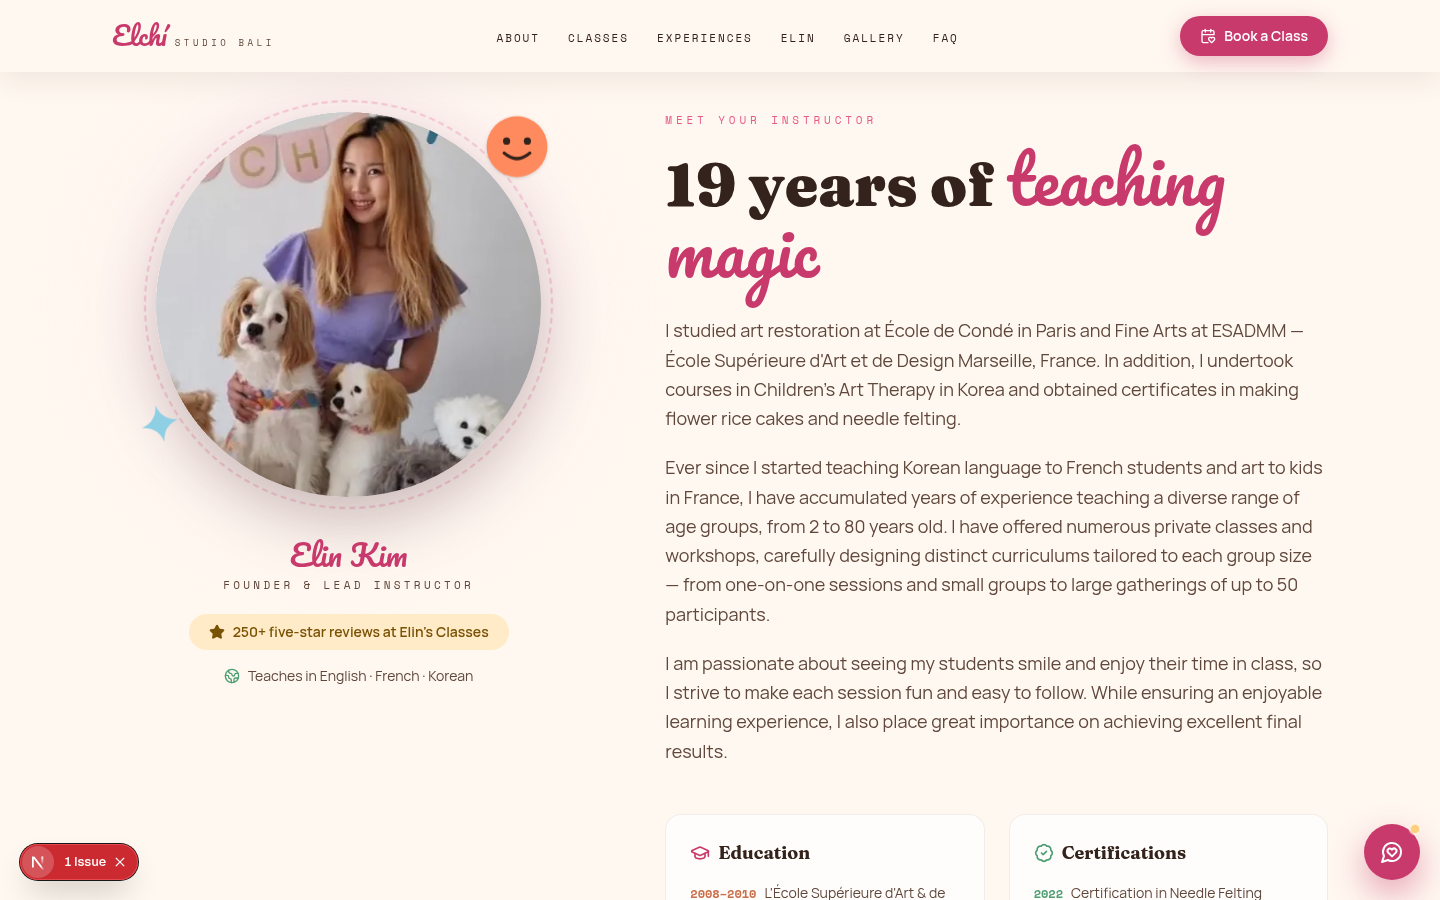 Elchí STUDIO BALI
ABOUT
CLASSES
EXPERIENCES
ELIN
GALLERY
FAQ
Book a Class
CH
Elin Kim
FOUNDER & LEAD INSTRUCTOR
250+ five-star reviews at Elin's Classes
Teaches in English · French · Korean
MEET YOUR INSTRUCTOR
19 years of teaching
magic
I studied art restoration at École de Condé in Paris and Fine Arts at ESADMM —
École Supérieure d'Art et de Design Marseille, France. In addition, I undertook
courses in Children's Art Therapy in Korea and obtained certificates in making
flower rice cakes and needle felting.
Ever since I started teaching Korean language to French students and art to kids
in France, I have accumulated years of experience teaching a diverse range of
age groups, from 2 to 80 years old. I have offered numerous private classes and
workshops, carefully designing distinct curriculums tailored to each group size
— from one-on-one sessions and small groups to large gatherings of up to 50
participants.
I am passionate about seeing my students smile and enjoy their time in class, so
I strive to make each session fun and easy to follow. While ensuring an enjoyable
learning experience, I also place great importance on achieving excellent final
results.
Education
2008–2010 L'École Supérieure d'Art & de
Certifications
2022 Certification in Needle Felting
N 1 Issue